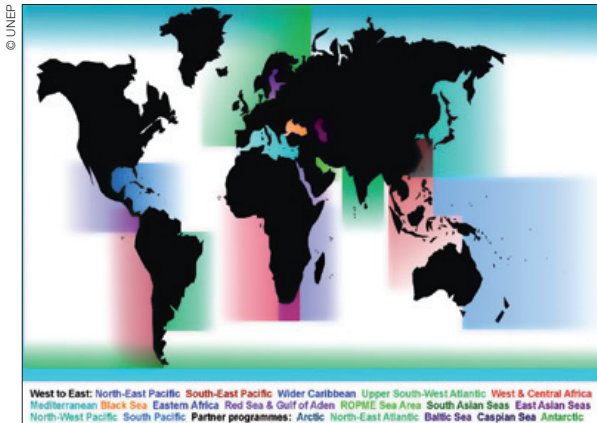 © UNEP
West to East: North-East Pacific South-East Pacific Wider Caribbean Upper South-West Atlantic West & Central Africa
Mediterranean Black Sea Eastern Africa Red Sea & Gulf of Aden ROPME Sea Area South Asian Seas East Asian Seas
North-West Pacific South Pacific Partner programmes: Arctic North-East Atlantic Baltic Sea Caspian Sea Antarctic